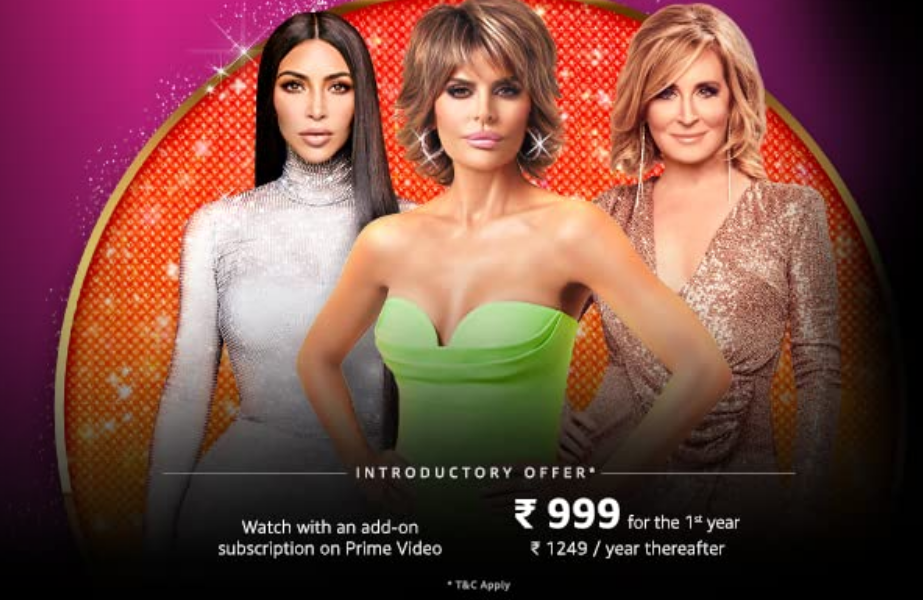 INTRODUCTORY OFFER*
Watch with an add-on
subscription on Prime Video
₹ 999 for the 1st year
₹ 1249 / year thereafter
* T&C Apply